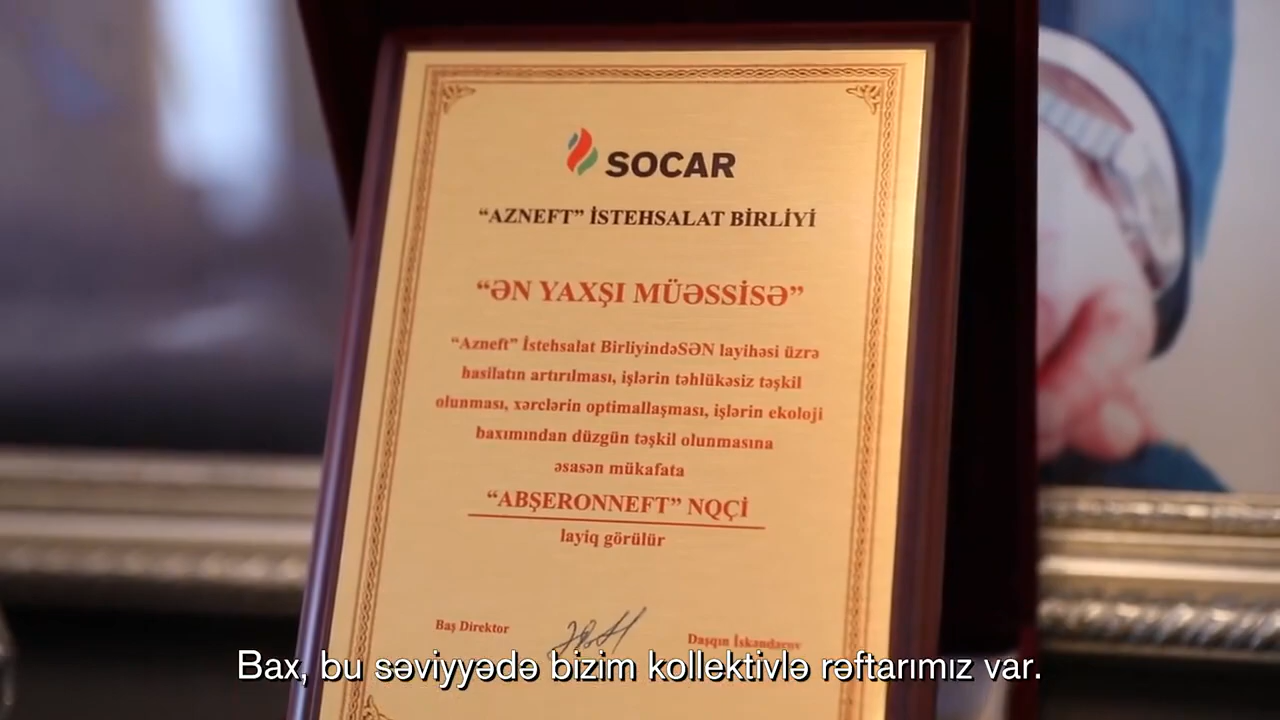 SOCAR
“AZNEFT” İSTEHSALAT BİRLİYİ
“ƏN YAXŞI MÜƏSSİSƏ”
“Azneft” İstehsalat BirliyindəSƏN layihəsi üzrə
hasilatın artırılması, işlərin təhlükəsiz təşkil
olunması, xərclərin optimallaşması, işlərin ekoloji
baxımından düzgün təşkil olunmasına
əsasən mükafata
“ABŞERONNEFT” NQÇİ
layiq görülür
Baş Direktor
Daşqın İskəndərov
Bax, bu səviyyədə bizim kollektivlə rəftarımız var.